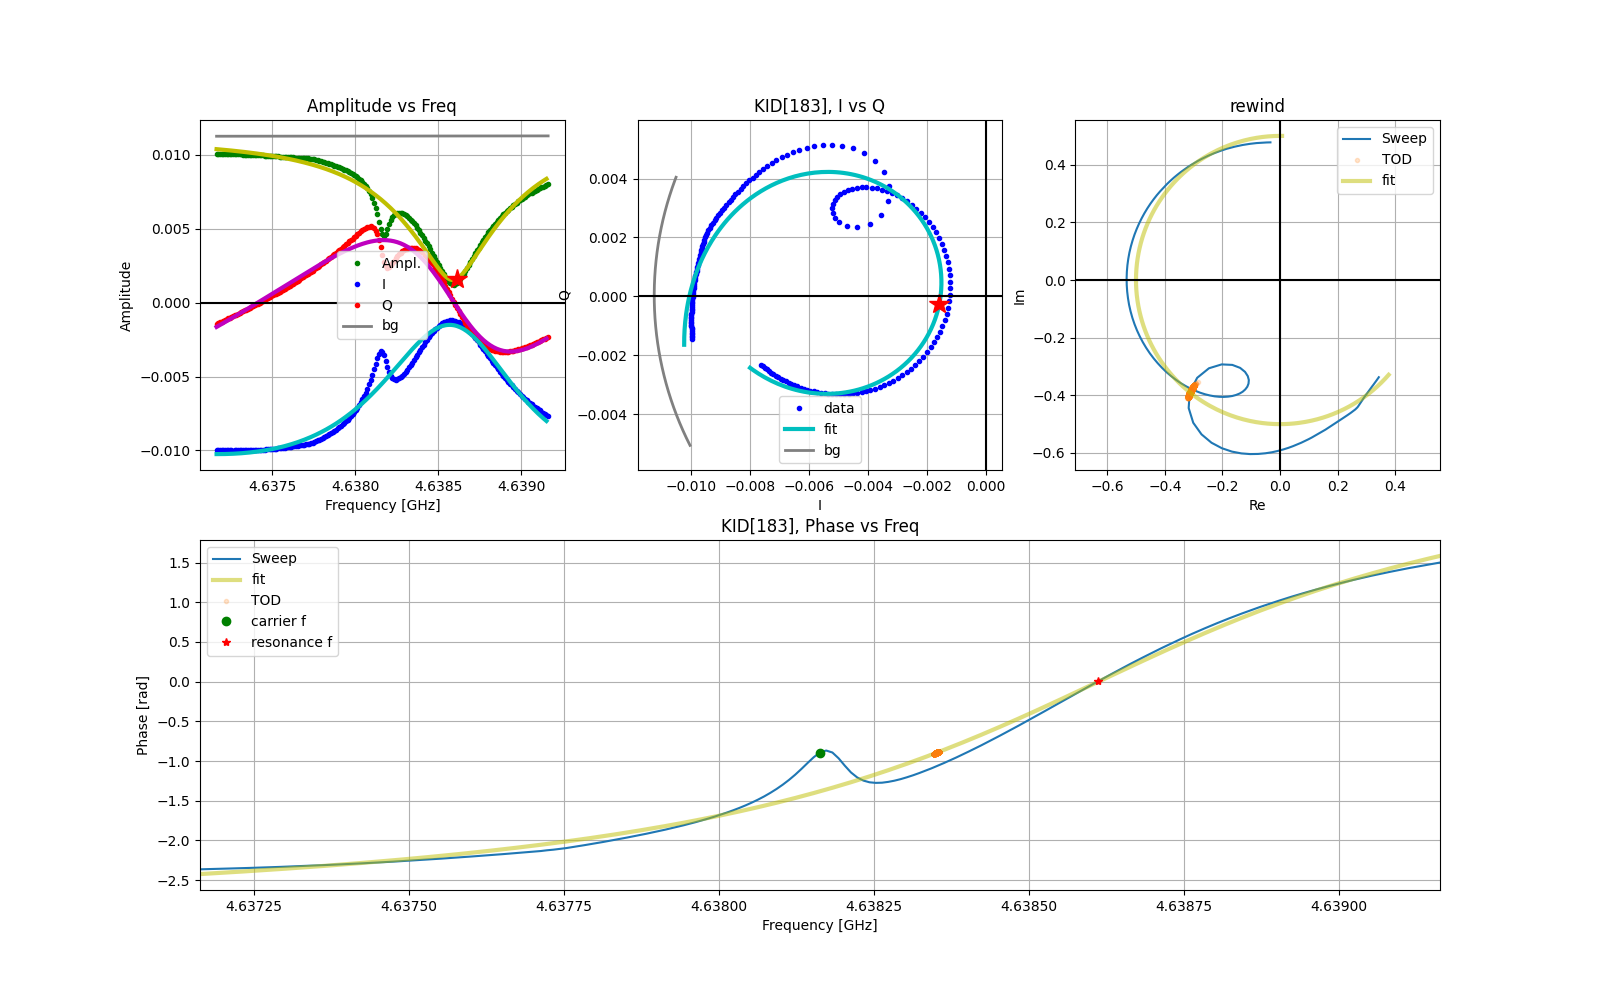 Amplitude vs Freq
Amplitude
0.010
0.005
0.000
−0.005
−0.010
Ampl.
I
Q
bg
4.6375
4.6380
4.6385
4.6390
Frequency [GHz]
KID[183], I vs Q
Q
0.004
0.002
0.000
−0.002
−0.004
data
fit
bg
−0.010
−0.008
−0.006
−0.004
−0.002
0.000
I
rewind
Im
0.4
0.2
0.0
−0.2
−0.4
−0.6
Sweep
TOD
fit
−0.6
−0.4
−0.2
0.0
0.2
0.4
Re
KID[183], Phase vs Freq
Phase [rad]
1.5
1.0
0.5
0.0
−0.5
−1.0
−1.5
−2.0
−2.5
Sweep
fit
TOD
carrier f
resonance f
4.63725
4.63750
4.63775
4.63800
4.63825
4.63850
4.63875
4.63900
Frequency [GHz]